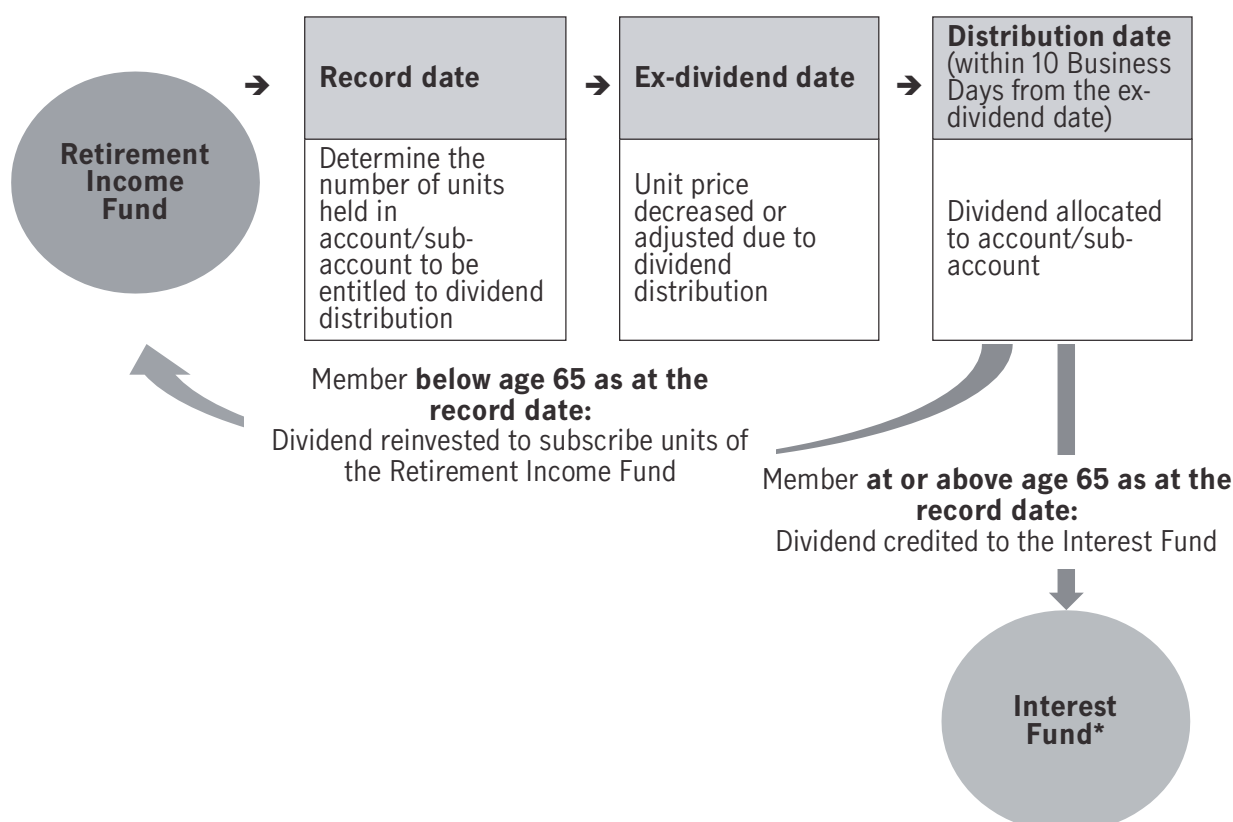 Retirement
Income
Fund
➔
Record date
Determine the
number of units
held in
account/sub-
account to be
entitled to dividend
distribution
➔
Ex-dividend date
Unit price
decreased or
adjusted due to
dividend
distribution
➔
Distribution date
(within 10 Business
Days from the ex-
dividend date)
Dividend allocated
to account/sub-
account
Member below age 65 as at the
record date:
Dividend reinvested to subscribe units of
the Retirement Income Fund
Member at or above age 65 as at the
record date:
Dividend credited to the Interest Fund
Interest
Fund*